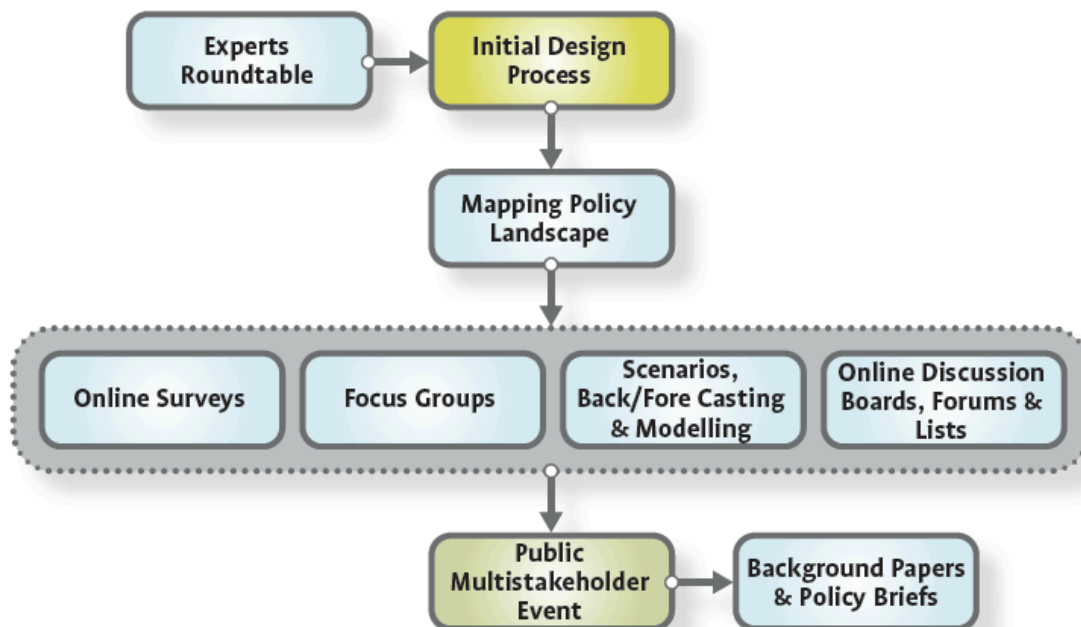 Experts
Roundtable
Initial Design
Process
Mapping Policy
Landscape
Online Surveys
Focus Groups
Scenarios,
Back/Fore Casting
& Modelling
Online Discussion
Boards, Forums &
Lists
Public
Multistakeholder
Event
Background Papers
& Policy Briefs